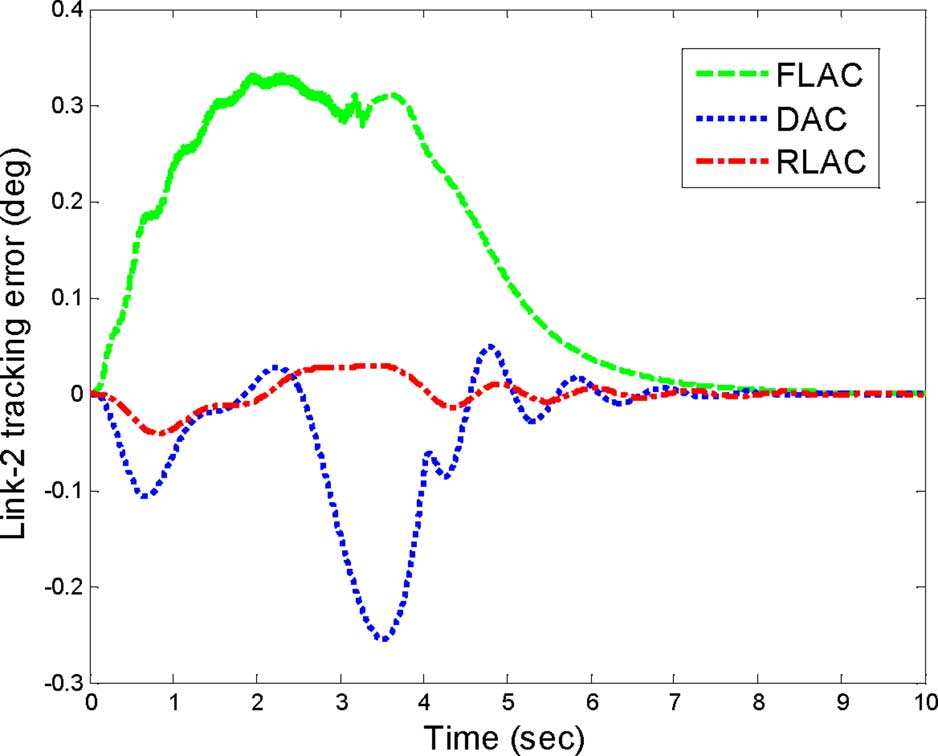 0.4
0.3
0.2
0.1
0
-0.1
-0.2
-0.3
Link-2 tracking error (deg)
FLAC
DAC
RLAC
0 1 2 3 4 5 6 7 8 9 10
Time (sec)